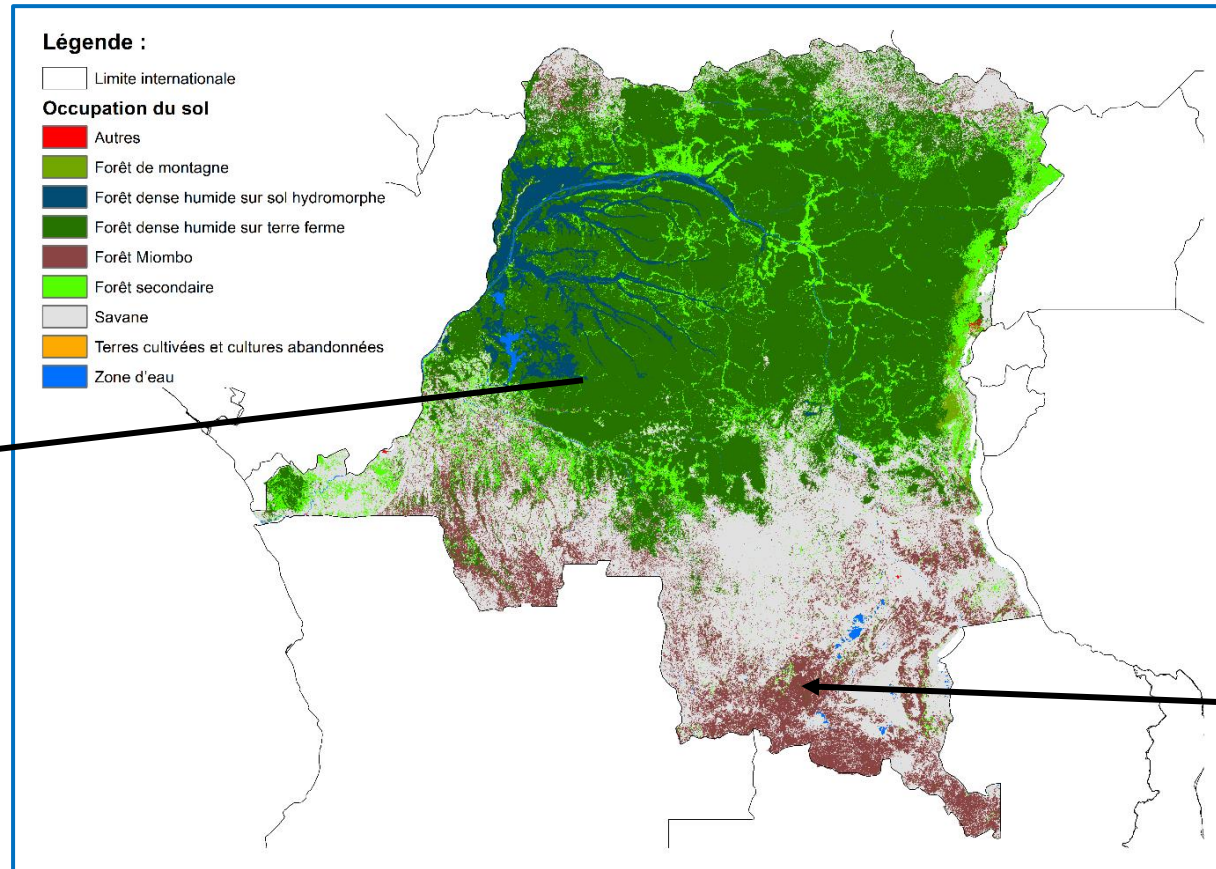 Légende :
Limite internationale
Occupation du sol
Autres
Forêt de montagne
Forêt dense humide sur sol hydromorphe
Forêt dense humide sur terre ferme
Forêt Miombo
Forêt secondaire
Savane
Terres cultivées et cultures abandonnées
Zone d'eau